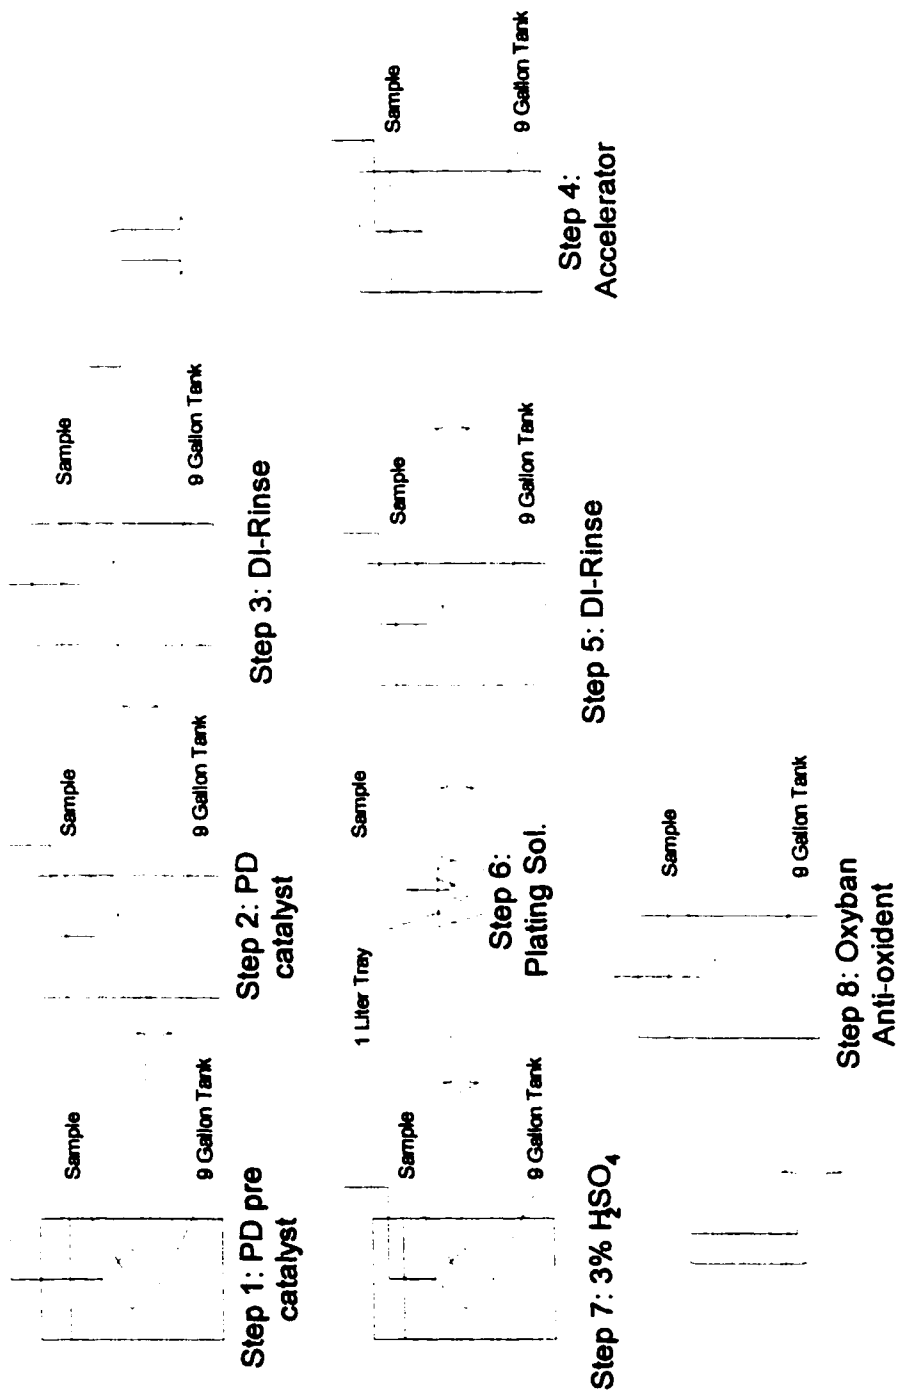 Sample
9 Gallon Tank
Step 1: PD pre
catalyst
Sample
9 Gallon Tank
Step 2: PD
catalyst
Sample
9 Gallon Tank
Step 3: DI-Rinse
Sample
9 Gallon Tank
Step 4:
Accelerator
Sample
9 Gallon Tank
Step 5: DI-Rinse
1 Liter Tray
Sample
Step 6:
Plating Sol.
Sample
9 Gallon Tank
Step 7: 3% H₂SO₄
Sample
9 Gallon Tank
Step 8: Oxyban
Anti-oxident